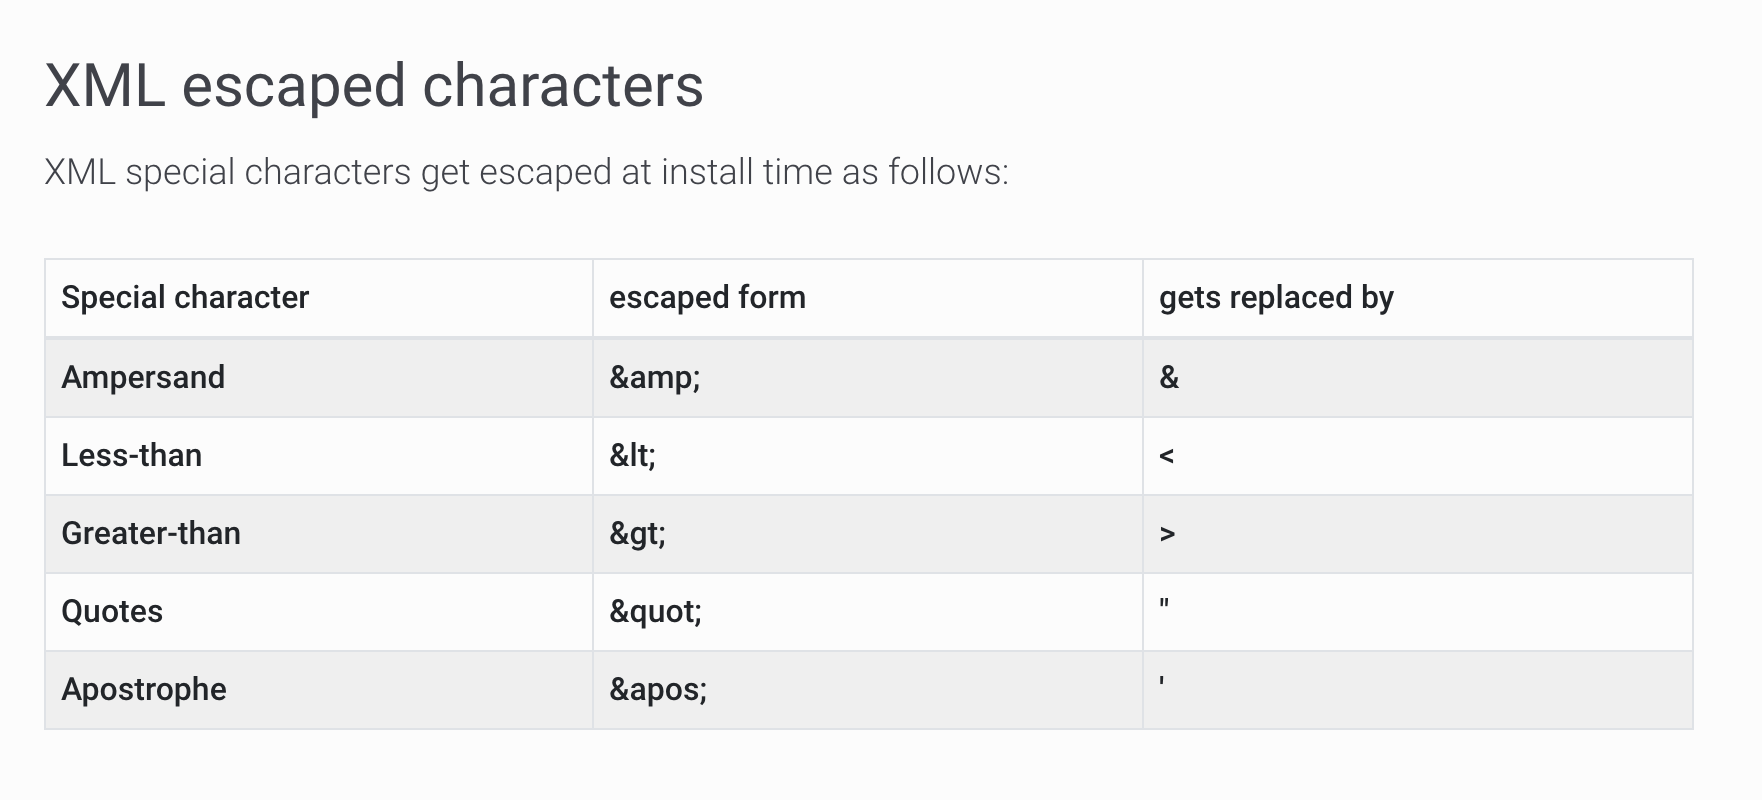 XML escaped characters
XML special characters get escaped at install time as follows:
Special character escaped form gets replaced by
Ampersand &amp; &
Less-than &lt; <
Greater-than &gt; >
Quotes &quot; "
Apostrophe &apos; '